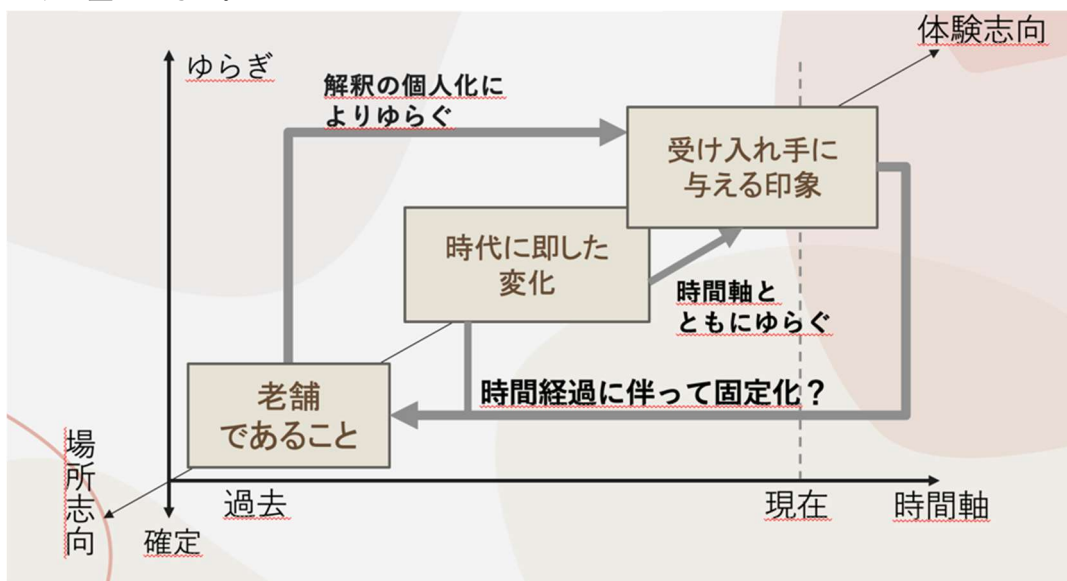 体験志向
ゆらぎ
解釈の個人化に
よりゆらぐ
受け入れ手に
与える印象
時代に即した
変化
時間軸と
ともにゆらぐ
老舗
であること
時間経過に伴って固定化？
場所志向
過去
現在
時間軸
確定